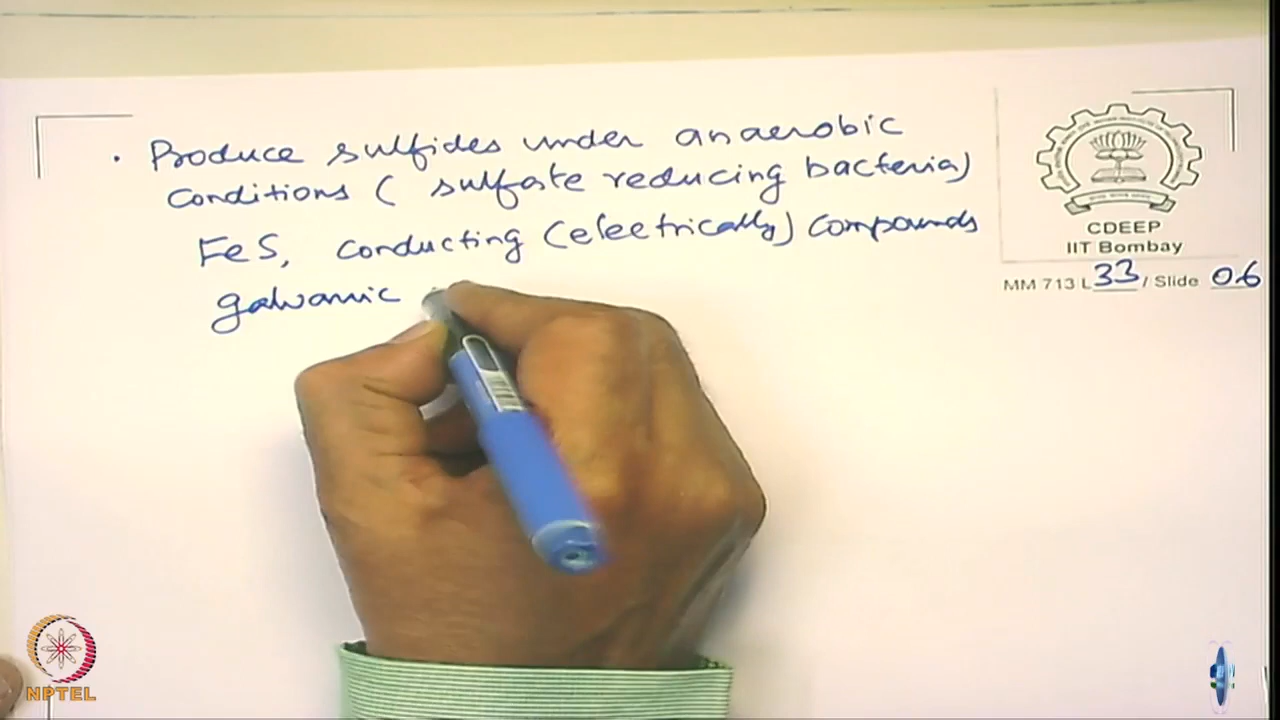 . Produce sulfides under anaerobic
conditions ( sulfate reducing bacteria)
FeS, conducting (electrically) compounds
galvanic
CDEEP
IIT Bombay
MM 713 L 33 / Slide 06
NPTEL